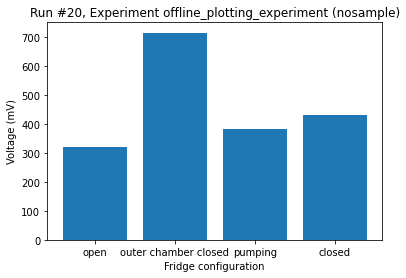 Run #20, Experiment offline_plotting_experiment (nosample)
700
600
500
400
300
200
100
0
Voltage (mV)
open outer chamber closed pumping closed
Fridge configuration